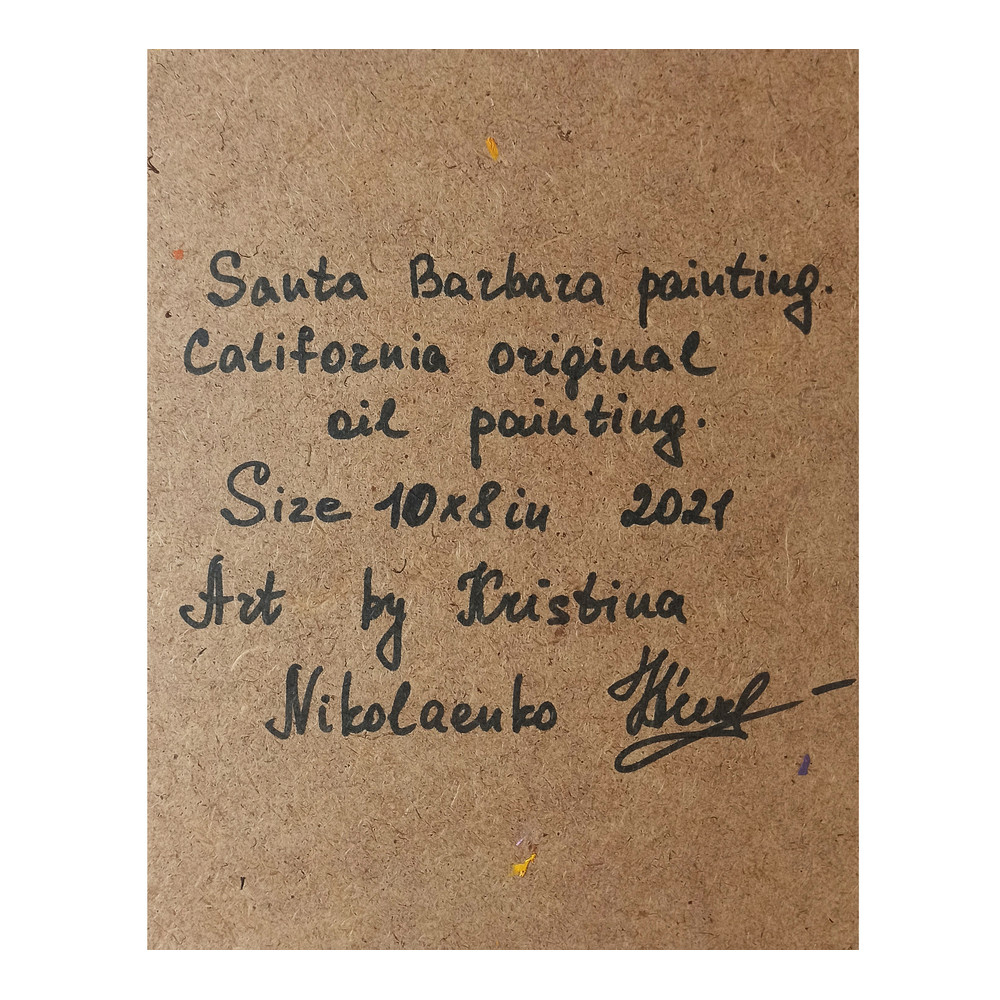 Santa Barbara painting.
California original
oil painting.
Size 10x8in 2021
Art by Kristina
Nikolaenko